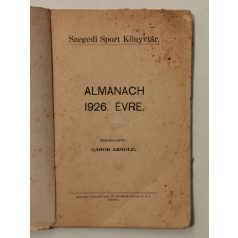 Szegedi Sport Könyvtár.
ALMANACH
1926. ÉVRE.
GÁBOR ARNOLD.